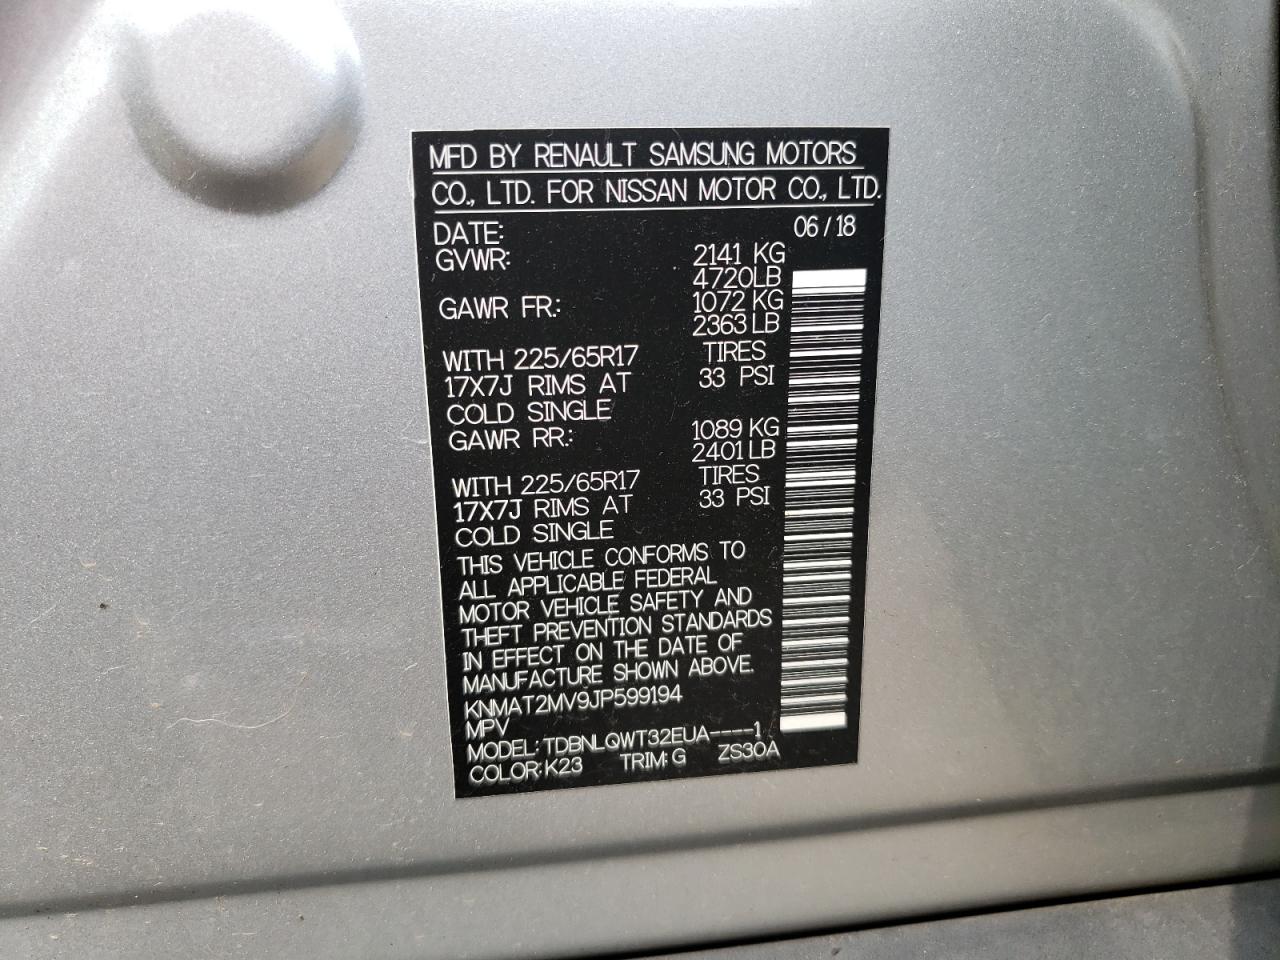 MFD BY RENAULT SAMSUNG MOTORS
CO., LTD. FOR NISSAN MOTOR CO., LTD.
DATE: 06/18
GVWR: 2141 KG
4720LB
GAWR FR.: 1072 KG
2363 LB
WITH 225/65R17 TIRES
17X7J RIMS AT 33 PSI
COLD SINGLE
GAWR RR.: 1089 KG
2401 LB
WITH 225/65R17 TIRES
17X7J RIMS AT 33 PSI
COLD SINGLE
THIS VEHICLE CONFORMS TO
ALL APPLICABLE FEDERAL
MOTOR VEHICLE SAFETY AND
THEFT PREVENTION STANDARDS
IN EFFECT ON THE DATE OF
MANUFACTURE SHOWN ABOVE.
KNMAT2MV9JP599194
MPV
MODEL: TDBNLQWT32EUA----1
COLOR: K23 TRIM: G ZS30A